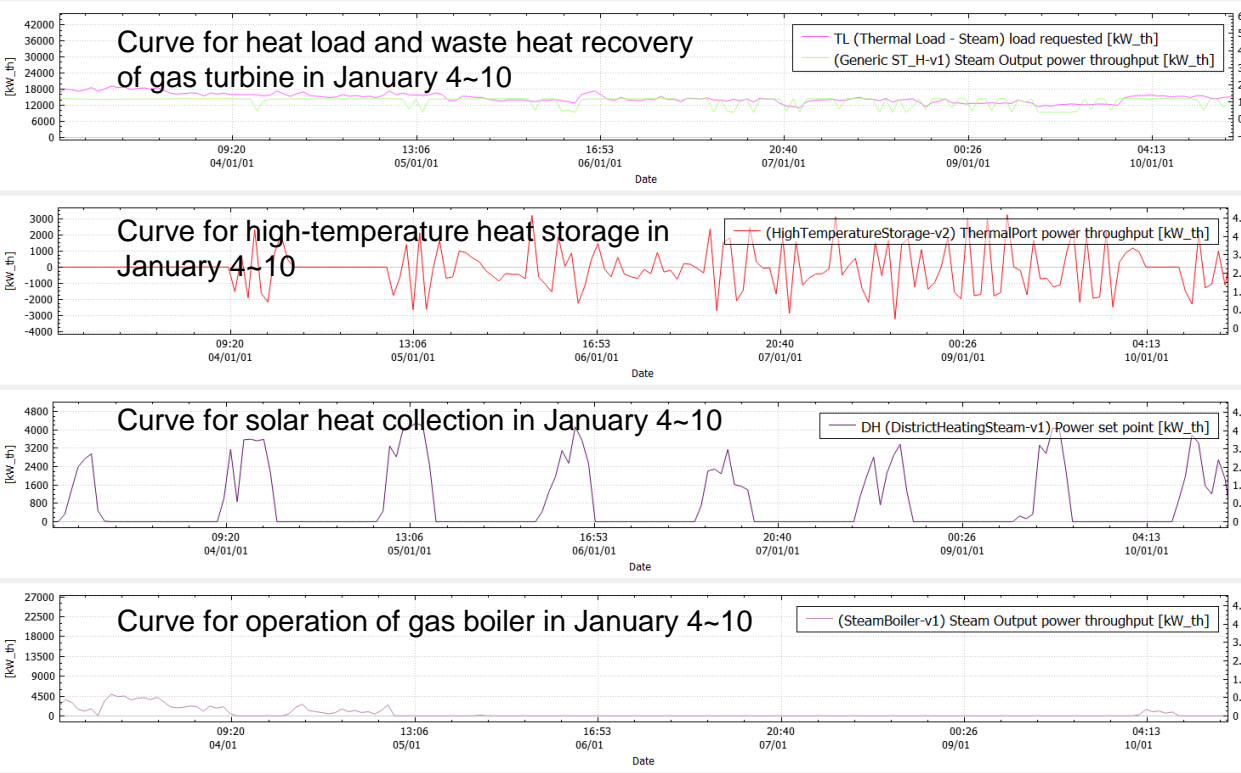 42000
36000
30000
24000
18000
12000
6000
0
[kW_th]
Curve for heat load and waste heat recovery
of gas turbine in January 4~10
TL (Thermal Load - Steam) load requested [kW_th]
(Generic ST_H-v1) Steam Output power throughput [kW_th]
09:20 13:06 16:53 20:40 00:26 04:13
04/01/01 05/01/01 06/01/01 07/01/01 09/01/01 10/01/01
Date
3000
2000
1000
0
-1000
-2000
-3000
-4000
[kW_th]
Curve for high-temperature heat storage in
January 4~10
(HighTemperatureStorage-v2) ThermalPort power throughput [kW_th]
09:20 13:06 16:53 20:40 00:26 04:13
04/01/01 05/01/01 06/01/01 07/01/01 09/01/01 10/01/01
Date
4800
4000
3200
2400
1600
800
0
[kW_th]
Curve for solar heat collection in January 4~10
DH (DistrictHeatingSteam-v1) Power set point [kW_th]
09:20 13:06 16:53 20:40 00:26 04:13
04/01/01 05/01/01 06/01/01 07/01/01 09/01/01 10/01/01
Date
27000
22500
18000
13500
9000
4500
0
[kW_th]
Curve for operation of gas boiler in January 4~10
(SteamBoiler-v1) Steam Output power throughput [kW_th]
09:20 13:06 16:53 20:40 00:26 04:13
04/01 05/01 06/01 07/01 09/01 10/01
Date